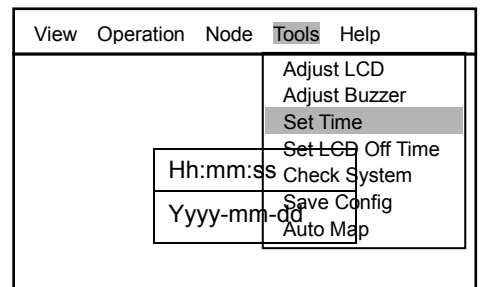 View Operation Node Tools Help
Adjust LCD
Adjust Buzzer
Set Time
Set LCD Off Time
Check System
Save Config
Auto Map
Hh:mm:ss
Yyyy-mm-dd